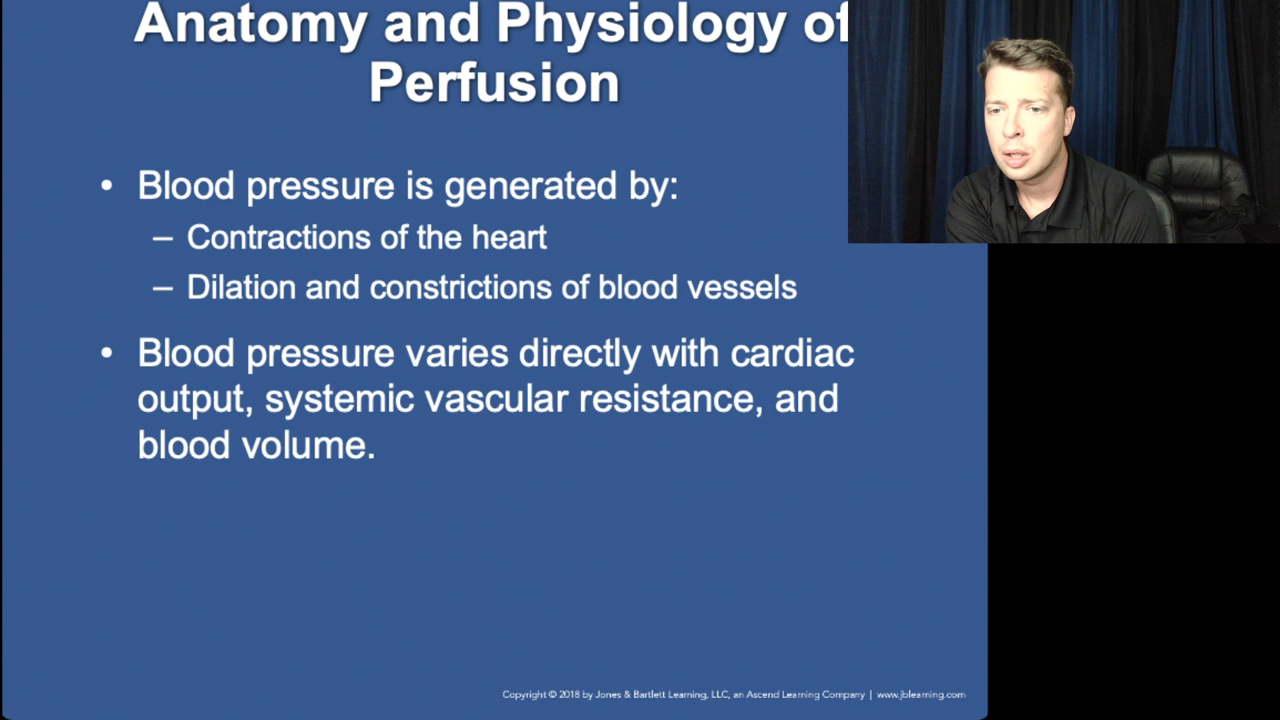 Anatomy and Physiology of
Perfusion
• Blood pressure is generated by:
– Contractions of the heart
– Dilation and constrictions of blood vessels
• Blood pressure varies directly with cardiac
output, systemic vascular resistance, and
blood volume.
Copyright © 2018 by Jones & Bartlett Learning, LLC, an Ascend Learning Company | www.jblearning.com